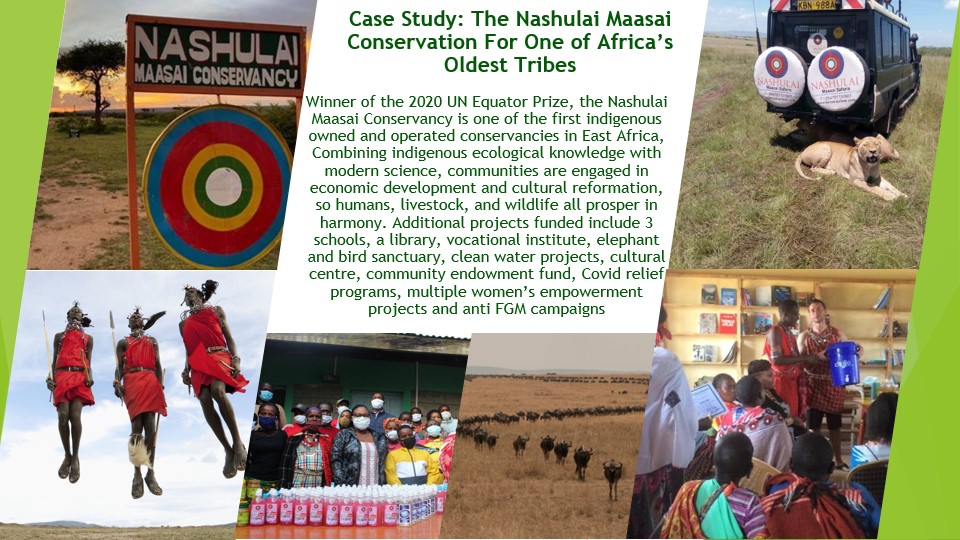 Case Study: The Nashulai Maasai
Conservation For One of Africa’s
Oldest Tribes
Winner of the 2020 UN Equator Prize, the Nashulai
Maasai Conservancy is one of the first indigenous
owned and operated conservancies in East Africa,
Combining indigenous ecological knowledge with
modern science, communities are engaged in
economic development and cultural reformation,
so humans, livestock, and wildlife all prosper in
harmony. Additional projects funded include 3
schools, a library, vocational institute, elephant
and bird sanctuary, clean water projects, cultural
centre, community endowment fund, Covid relief
programs, multiple women’s empowerment
projects and anti FGM campaigns
NASHULAI
MAASAI CONSERVANCY
KBN 988A
NASHULAI
Maasai Safaris
NASHULAI
Maasai Safaris